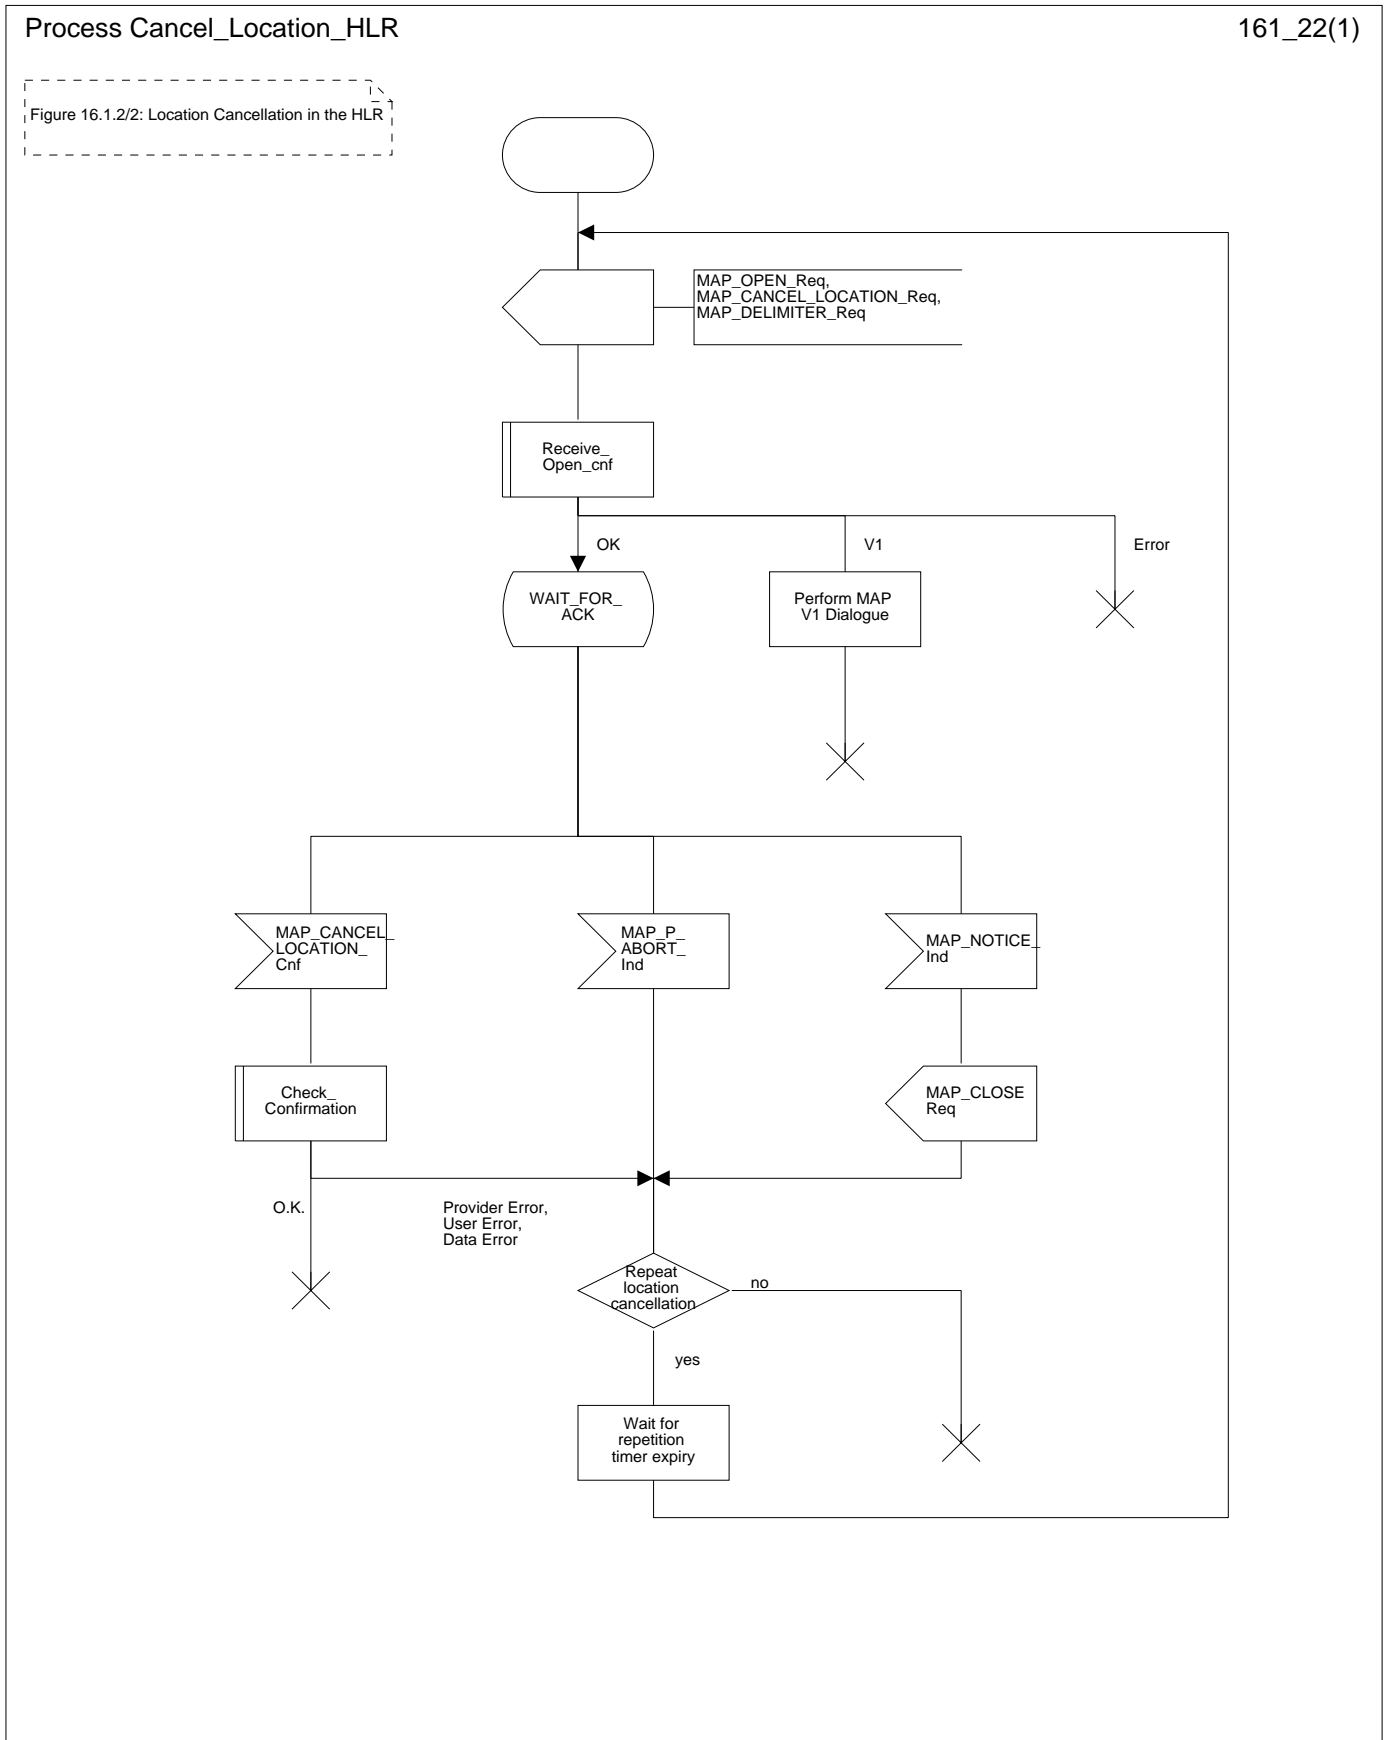 Process Cancel_Location_HLR
161_22(1)
Figure 16.1.2/2: Location Cancellation in the HLR
MAP_OPEN_Req,
MAP_CANCEL_LOCATION_Req,
MAP_DELIMITER_Req
Receive_
Open_cnf
OK
V1
Error
WAIT_FOR_
ACK
Perform MAP
V1 Dialogue
MAP_CANCEL_
LOCATION_
Cnf
MAP_P_
ABORT_
Ind
MAP_NOTICE_
Ind
Check_
Confirmation
MAP_CLOSE
Req
O.K.
Provider Error,
User Error,
Data Error
Repeat
location
cancellation
no
yes
Wait for
repetition
timer expiry